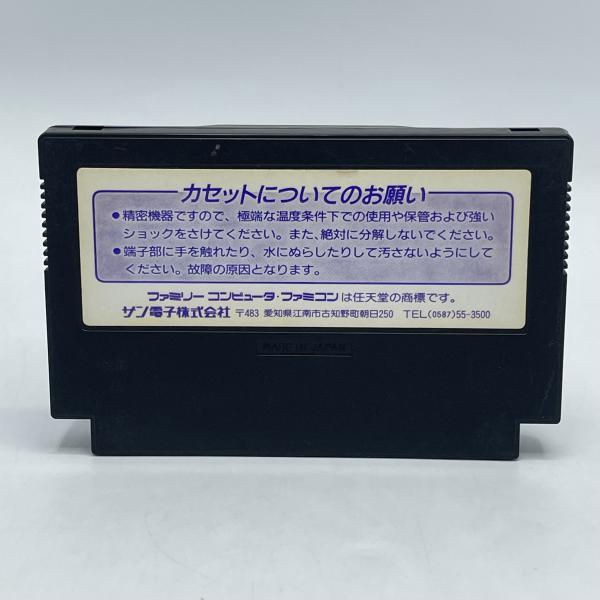 カセットについてのお願い
●精密機器ですので、極端な温度条件下での使用や保管および強い
ショックをさけてください。また、絶対に分解しないでください。
●端子部に手を触れたり、水にぬらしたりして汚さないようにして
ください。故障の原因となります。
ファミリーコンピュータ・ファミコンは任天堂の商標です。
サン電子株式会社 〒483 愛知県江南市古知野町朝日250 TEL(0587)55-3500
MADE IN JAPAN